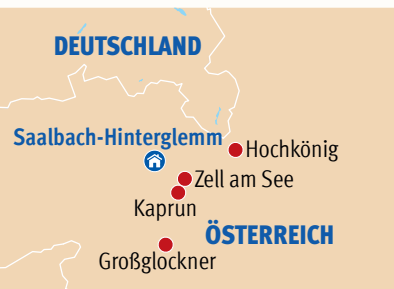 DEUTSCHLAND
Saalbach-Hinterglemm
Hochkönig
Zell am See
Kaprun
ÖSTERREICH
Großglockner